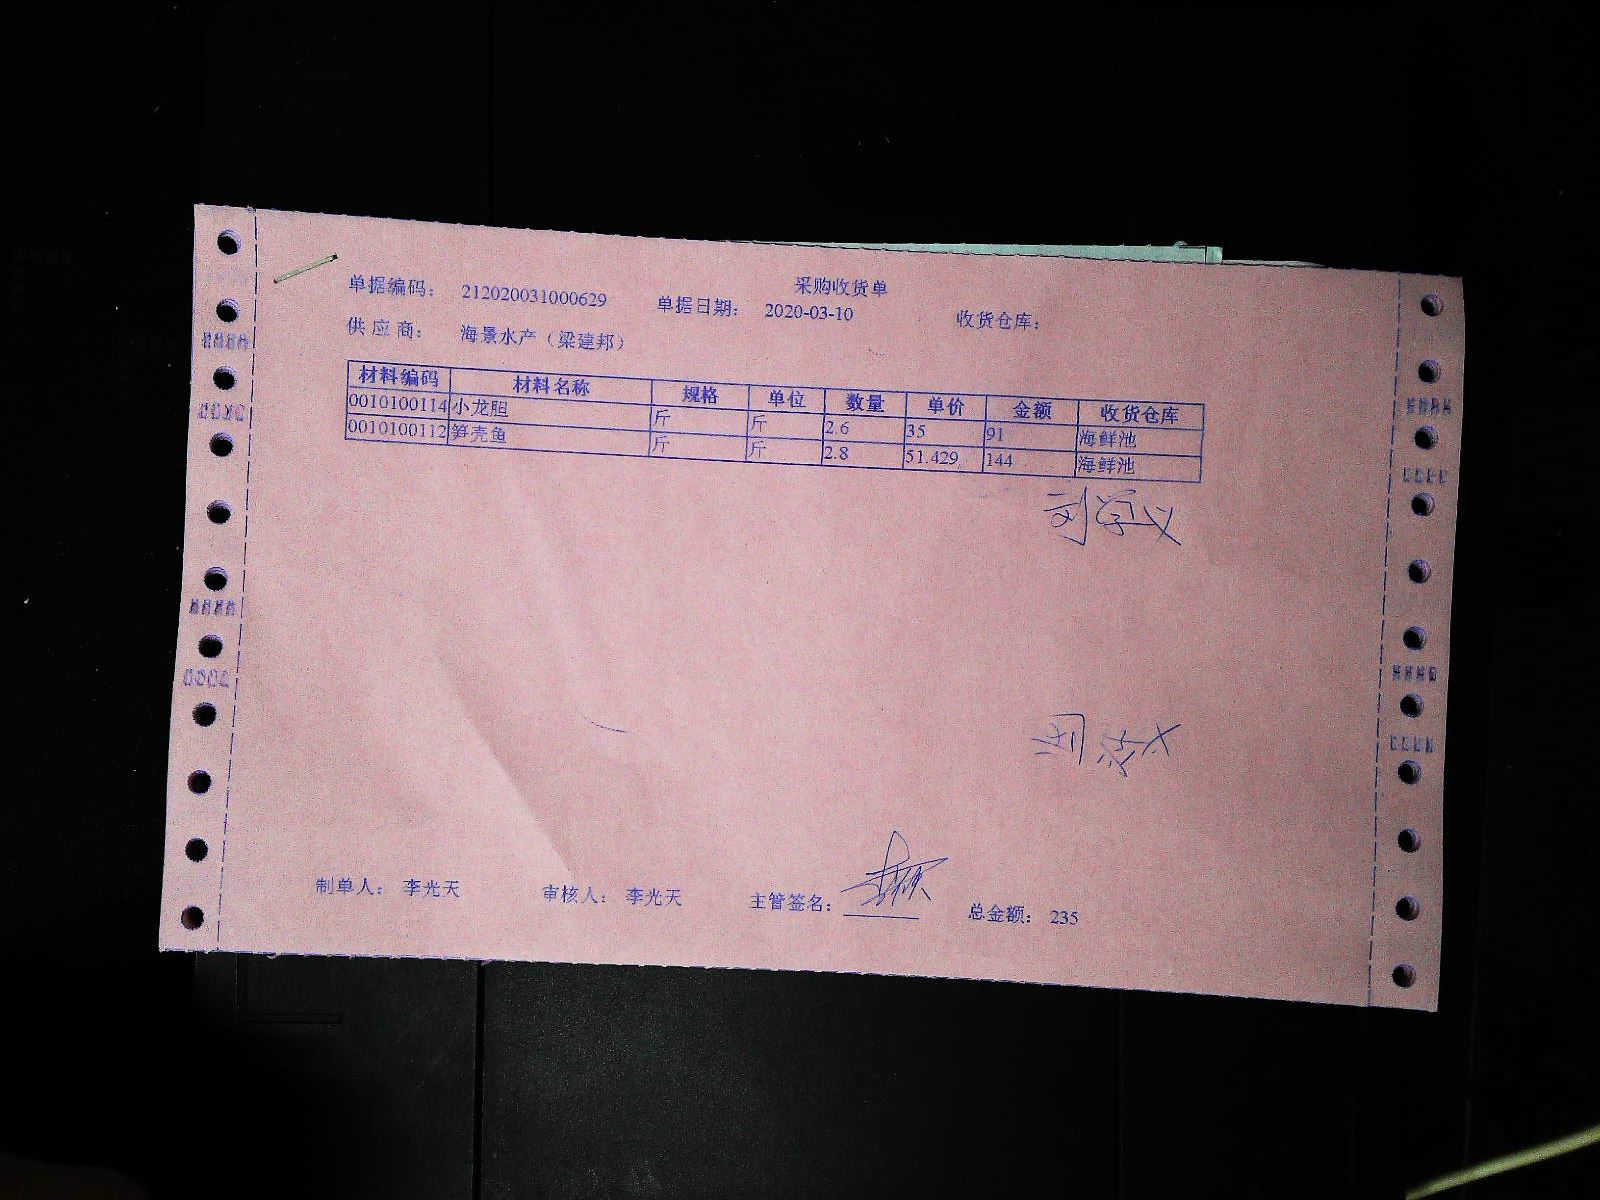 采购收货单
单据编码： 212020031000629 单据日期： 2020-03-10 收货仓库：
供应商： 海景水产（梁建邦）
材料编码 材料名称 规格 单位 数量 单价 金额 收货仓库
0010100114 小龙胆 斤 斤 2.6 35 91 海鲜池
0010100112 笋壳鱼 斤 斤 2.8 51.429 144 海鲜池
制单人： 李光天 审核人： 李光天 主管签名： 总金额： 235